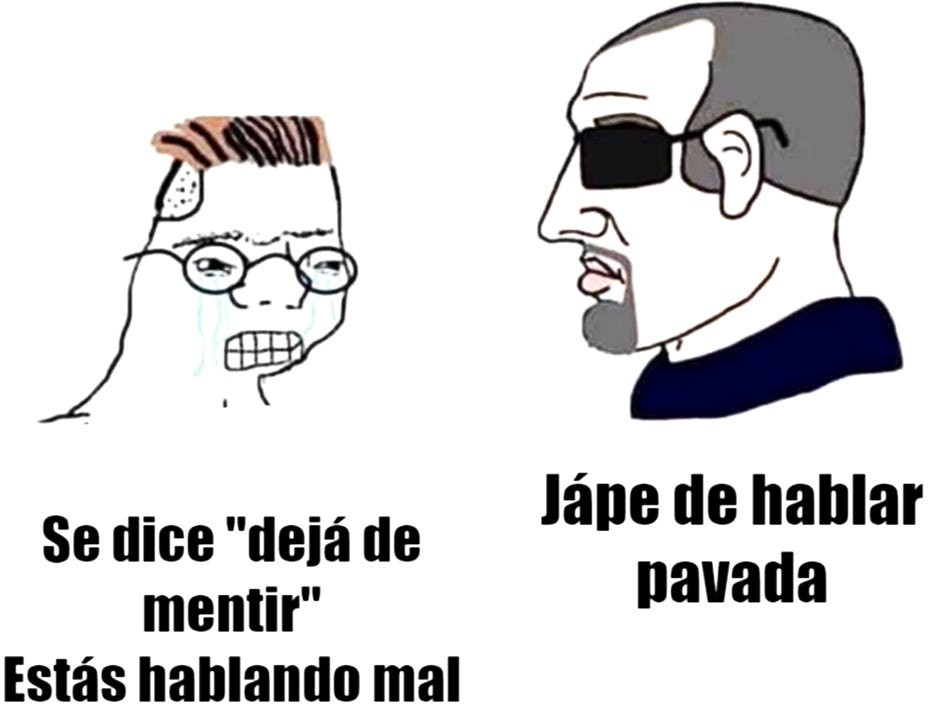 Se dice "dejá de
mentir"
Estás hablando mal
Jápe de hablar
pavada